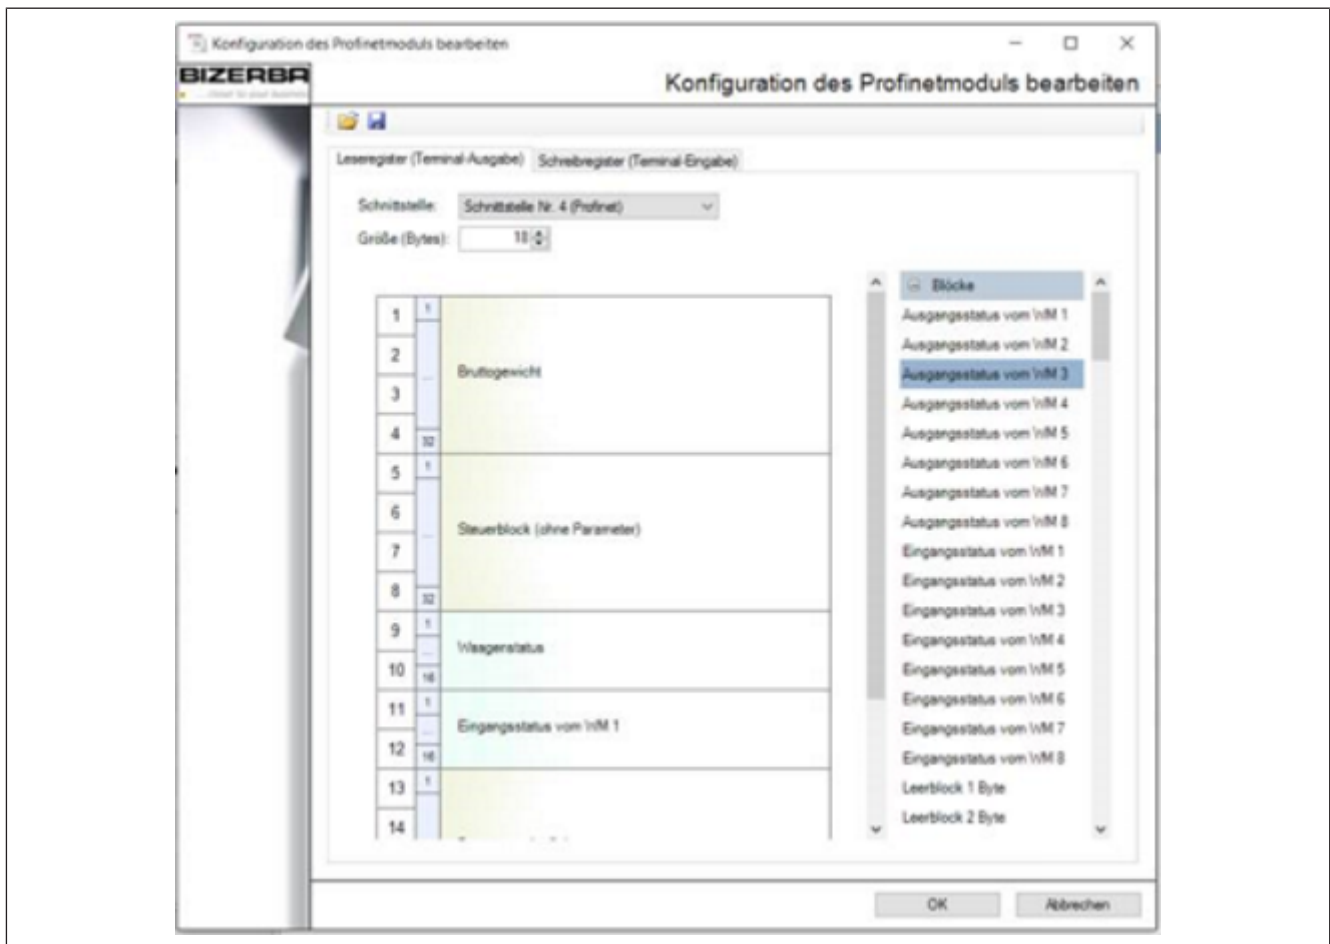 Konfiguration des Profinetmoduls bearbeiten
BIZERBA
Konfiguration des Profinetmoduls bearbeiten
Leseregister (Terminal-Ausgabe) Schreibregister (Terminal-Eingabe)
Schnittstelle: Schnittstelle Nr. 4 (Profinet)
Größe (Bytes): 18
1 1
2
3 ...
4 32
Bruttogewicht
5 1
6
7 ...
8 32
Steuerblock (ohne Parameter)
9 1
...
10 16
Waagenstatus
11 1
...
12 16
Eingangsstatus vom WM 1
13 1
14
Blöcke
Ausgangsstatus vom WM 1
Ausgangsstatus vom WM 2
Ausgangsstatus vom WM 3
Ausgangsstatus vom WM 4
Ausgangsstatus vom WM 5
Ausgangsstatus vom WM 6
Ausgangsstatus vom WM 7
Ausgangsstatus vom WM 8
Eingangsstatus vom WM 1
Eingangsstatus vom WM 2
Eingangsstatus vom WM 3
Eingangsstatus vom WM 4
Eingangsstatus vom WM 5
Eingangsstatus vom WM 6
Eingangsstatus vom WM 7
Eingangsstatus vom WM 8
Leerblock 1 Byte
Leerblock 2 Byte
OK Abbrechen